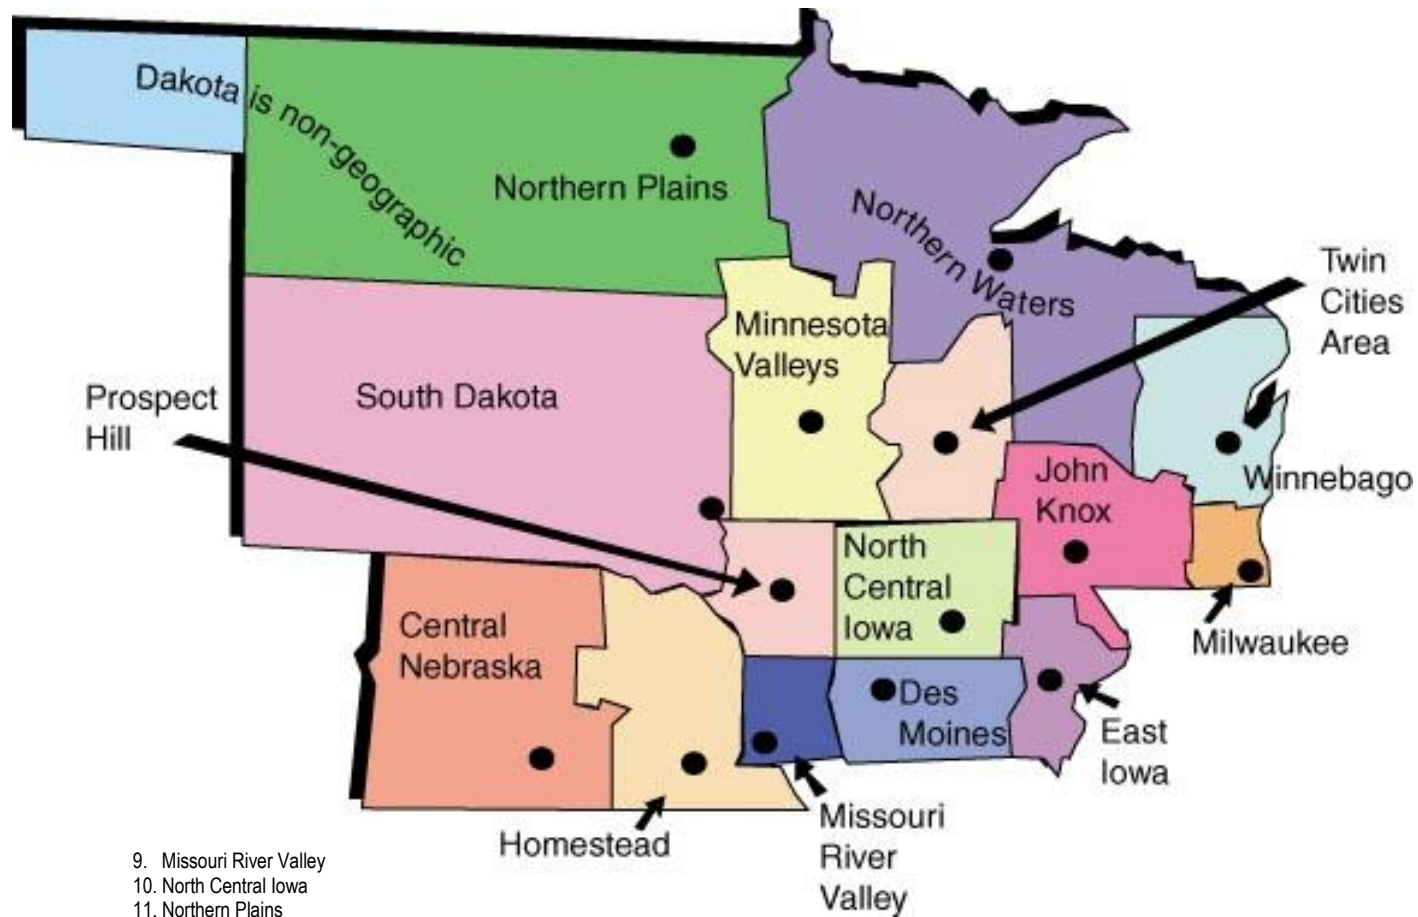 Dakota is non-geographic
Northern Plains
Northern Waters
Twin
Cities
Area
Minnesota
Valleys
South Dakota
Prospect
Hill
John
Knox
Winnebago
North
Central
Iowa
Central
Nebraska
Milwaukee
Des
Moines
East
Iowa
Homestead
Missouri
River
Valley
9. Missouri River Valley
10. North Central Iowa
11. Northern Plains